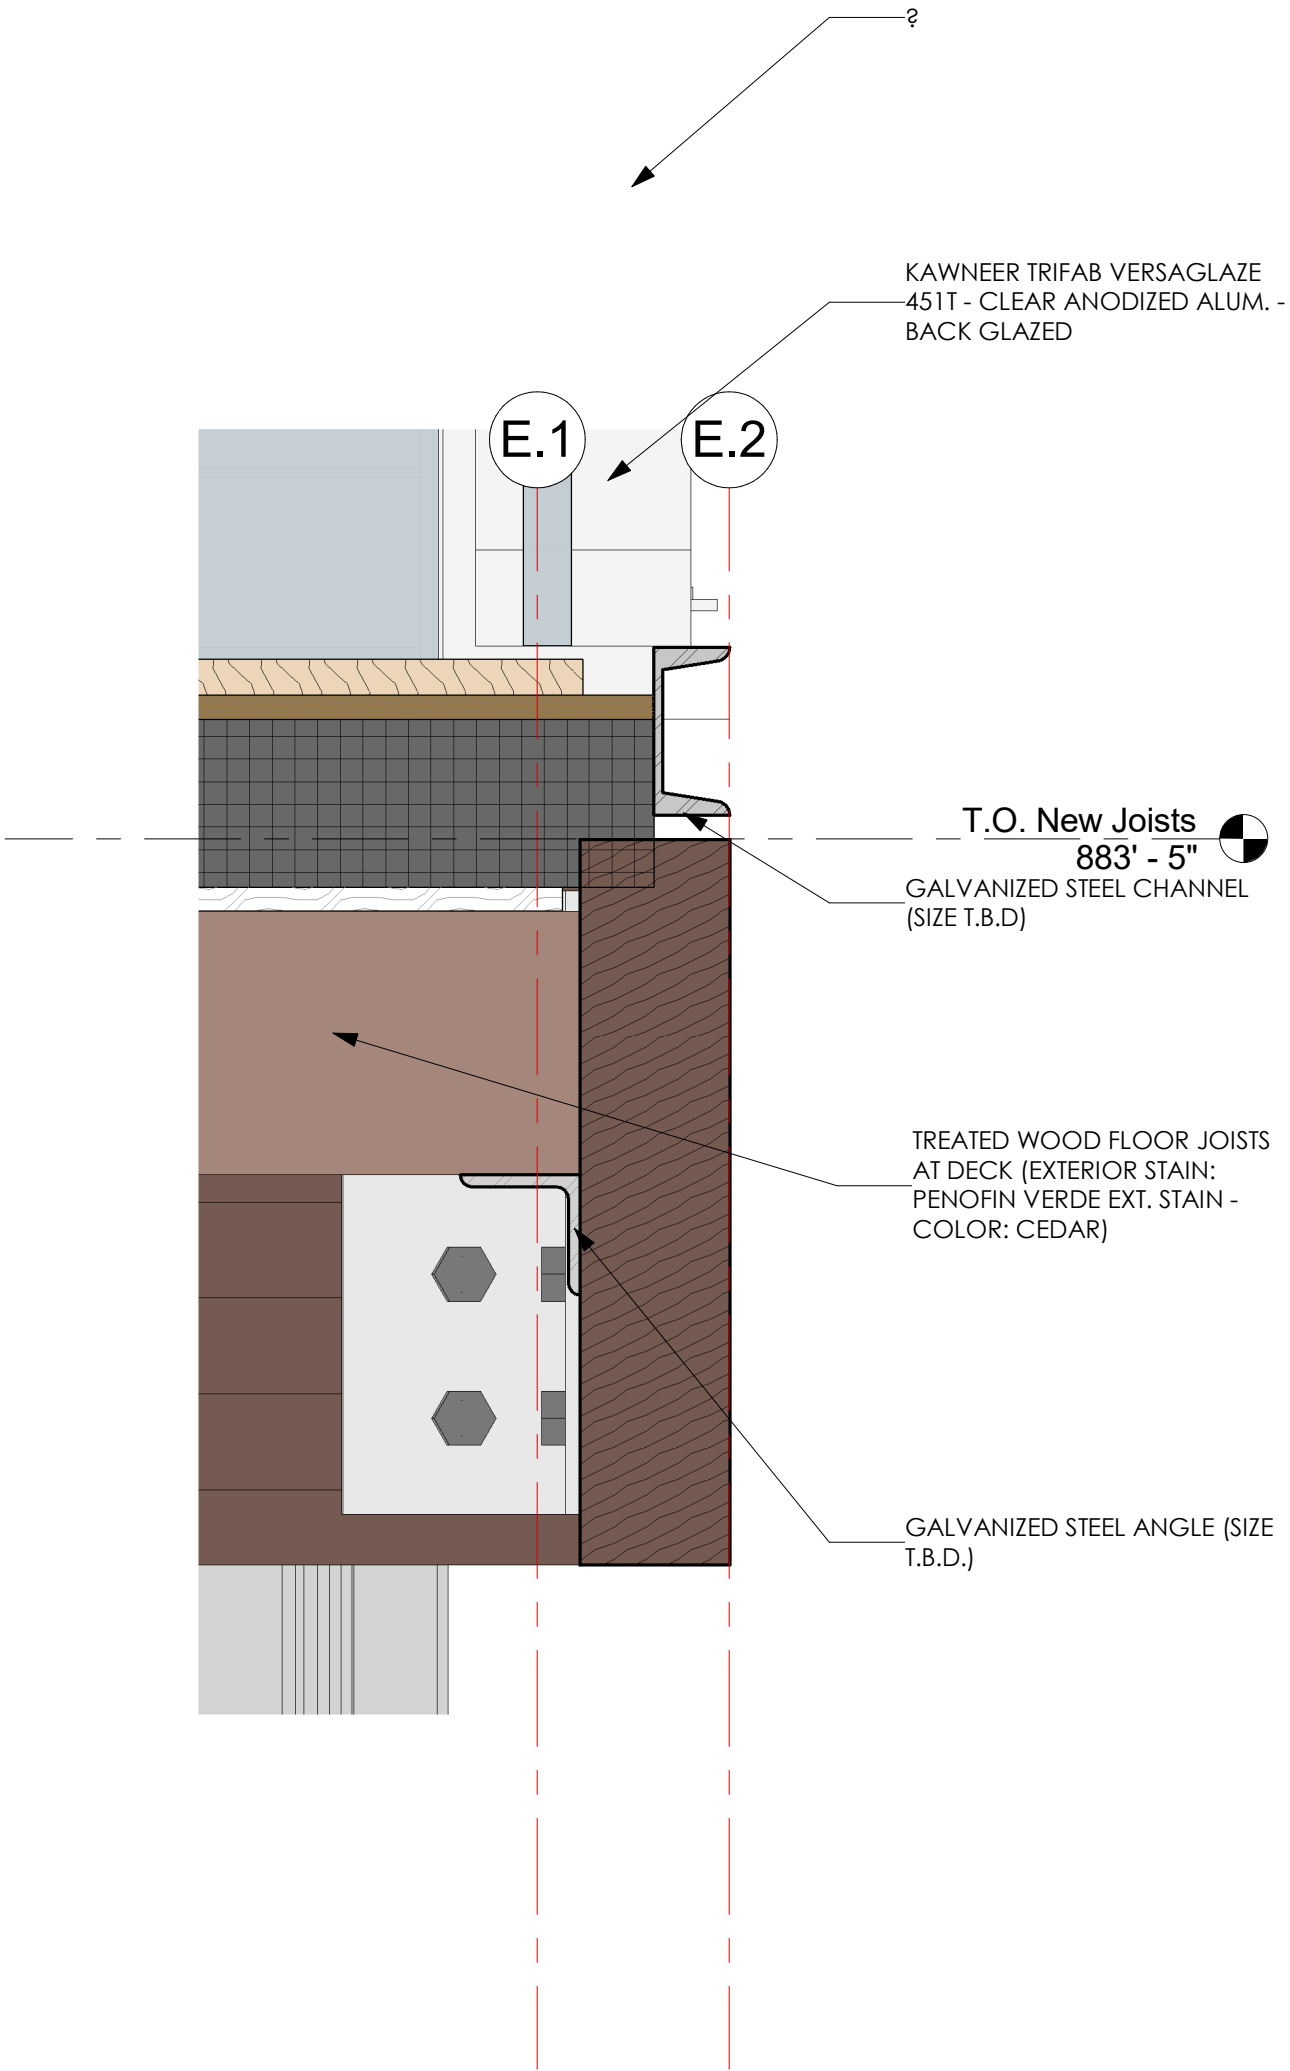 ?
KAWNEER TRIFAB VERSAGLAZE
451T - CLEAR ANODIZED ALUM. -
BACK GLAZED
E.1
E.2
T.O. New Joists
883' - 5"
GALVANIZED STEEL CHANNEL
(SIZE T.B.D)
TREATED WOOD FLOOR JOISTS
AT DECK (EXTERIOR STAIN:
PENOFIN VERDE EXT. STAIN -
COLOR: CEDAR)
GALVANIZED STEEL ANGLE (SIZE
T.B.D.)